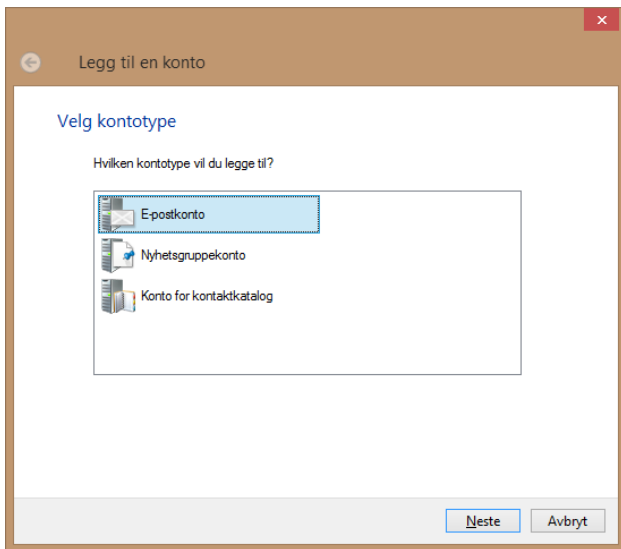 Legg til en konto
Velg kontotype
Hvilken kontotype vil du legge til?
E-postkonto
Nyhetsgruppekonto
Konto for kontaktkatalog
Neste
Avbryt